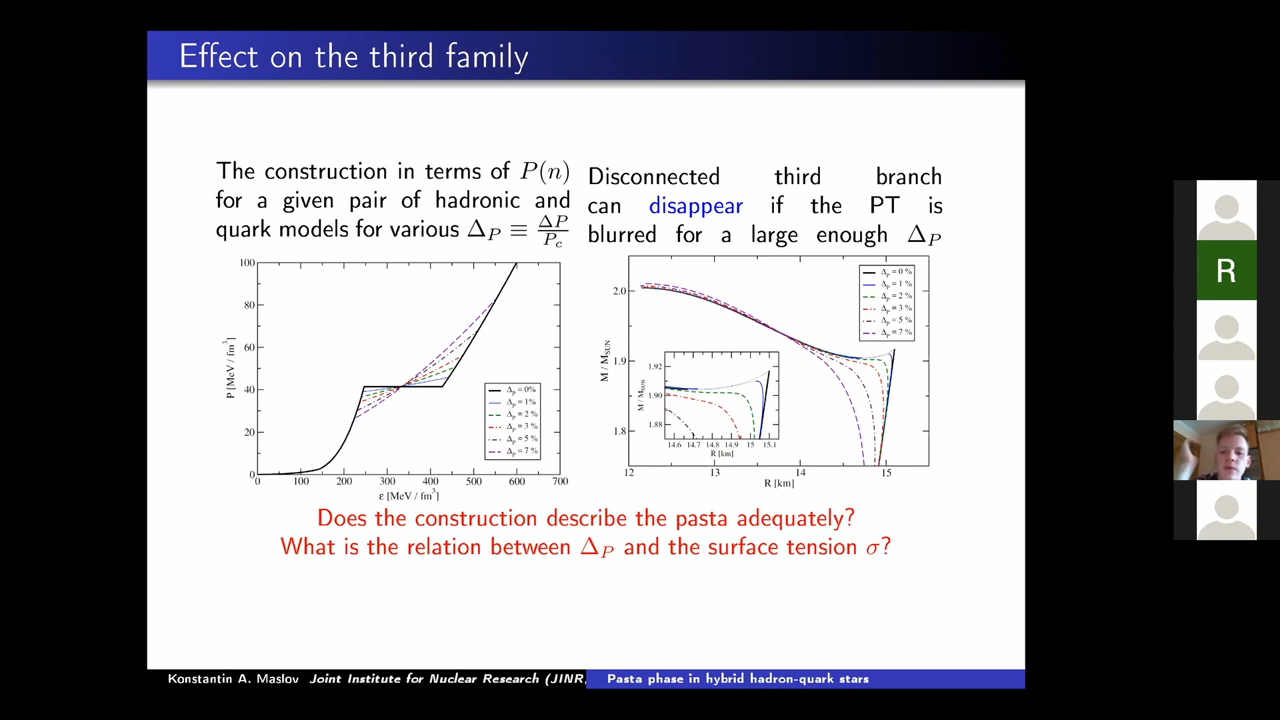 Effect on the third family
The construction in terms of P(n)
for a given pair of hadronic and
quark models for various Δ_P ≡ ΔP/P_c
Disconnected third branch
can disappear if the PT is
blurred for a large enough Δ_P
100
80
60
40
20
0
P [MeV / fm³]
0 100 200 300 400 500 600 700
ε [MeV / fm³]
Δ_P = 0%
Δ_P = 1%
Δ_P = 2 %
Δ_P = 3 %
Δ_P = 5 %
Δ_P = 7 %
2.0
1.9
1.8
M / M_SUN
12 13 14 15
R [km]
Δ_P = 0 %
Δ_P = 1 %
Δ_P = 2 %
Δ_P = 3 %
Δ_P = 5 %
Δ_P = 7 %
1.92
1.90
1.88
M / M_SUN
14.6 14.7 14.8 14.9 15 15.1
R [km]
Does the construction describe the pasta adequately?
What is the relation between Δ_P and the surface tension σ?
Konstantin A. Maslov Joint Institute for Nuclear Research (JINR,
Pasta phase in hybrid hadron-quark stars
R